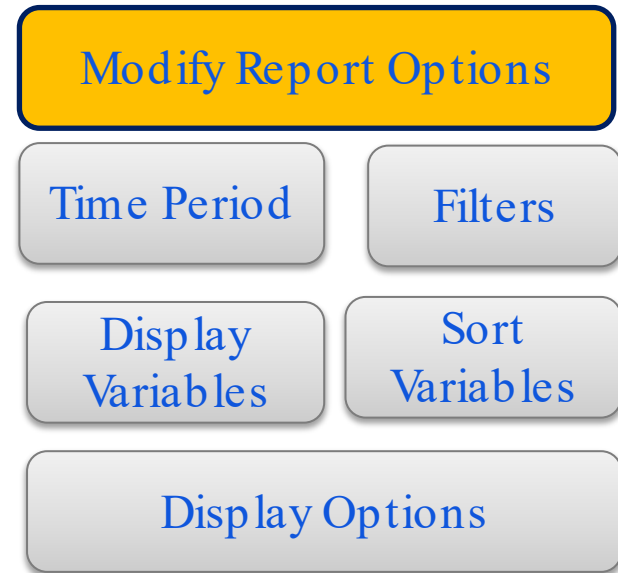 Modify Report Options
Time Period
Filters
Display
Variables
Sort
Variables
Display Options